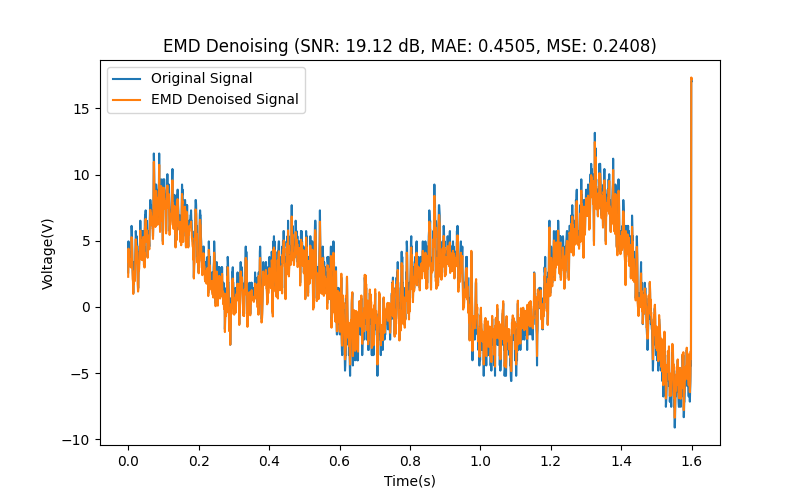 EMD Denoising (SNR: 19.12 dB, MAE: 0.4505, MSE: 0.2408)
Original Signal
EMD Denoised Signal
15
10
5
0
−5
−10
Voltage(V)
0.0 0.2 0.4 0.6 0.8 1.0 1.2 1.4 1.6
Time(s)